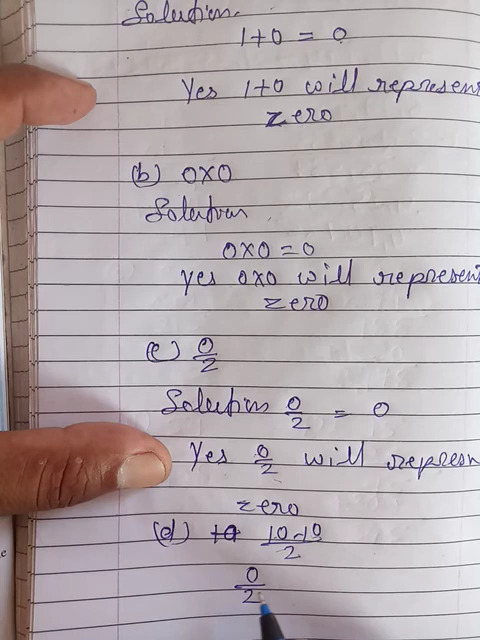 Solution.
1+0 = 0
Yes 1+0 will represent
zero
(b) 0×0
Solution.
0×0 = 0
Yes 0×0 will represent
zero
(c) 0/2
Solution 0/2 = 0
Yes 0/2 will represn
zero
(d) 10-10/2
0/2